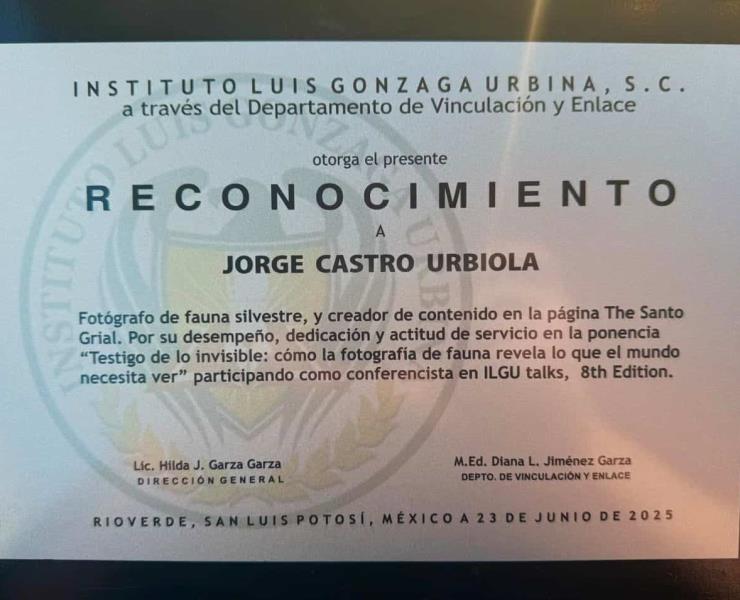 INSTITUTO LUIS GONZAGA URBINA, S.C.
a través del Departamento de Vinculación y Enlace
otorga el presente
RECONOCIMIENTO
A
JORGE CASTRO URBIOLA
Fotógrafo de fauna silvestre, y creador de contenido en la página The Santo
Grial. Por su desempeño, dedicación y actitud de servicio en la ponencia
“Testigo de lo invisible: cómo la fotografía de fauna revela lo que el mundo
necesita ver” participando como conferencista en ILGU talks, 8th Edition.
Lic. Hilda J. Garza Garza
DIRECCIÓN GENERAL
M.Ed. Diana L. Jiménez Garza
DEPTO. DE VINCULACIÓN Y ENLACE
RIOVERDE, SAN LUIS POTOSÍ, MÉXICO A 23 DE JUNIO DE 2025
INSTITUTO LUIS GONZAGA URB